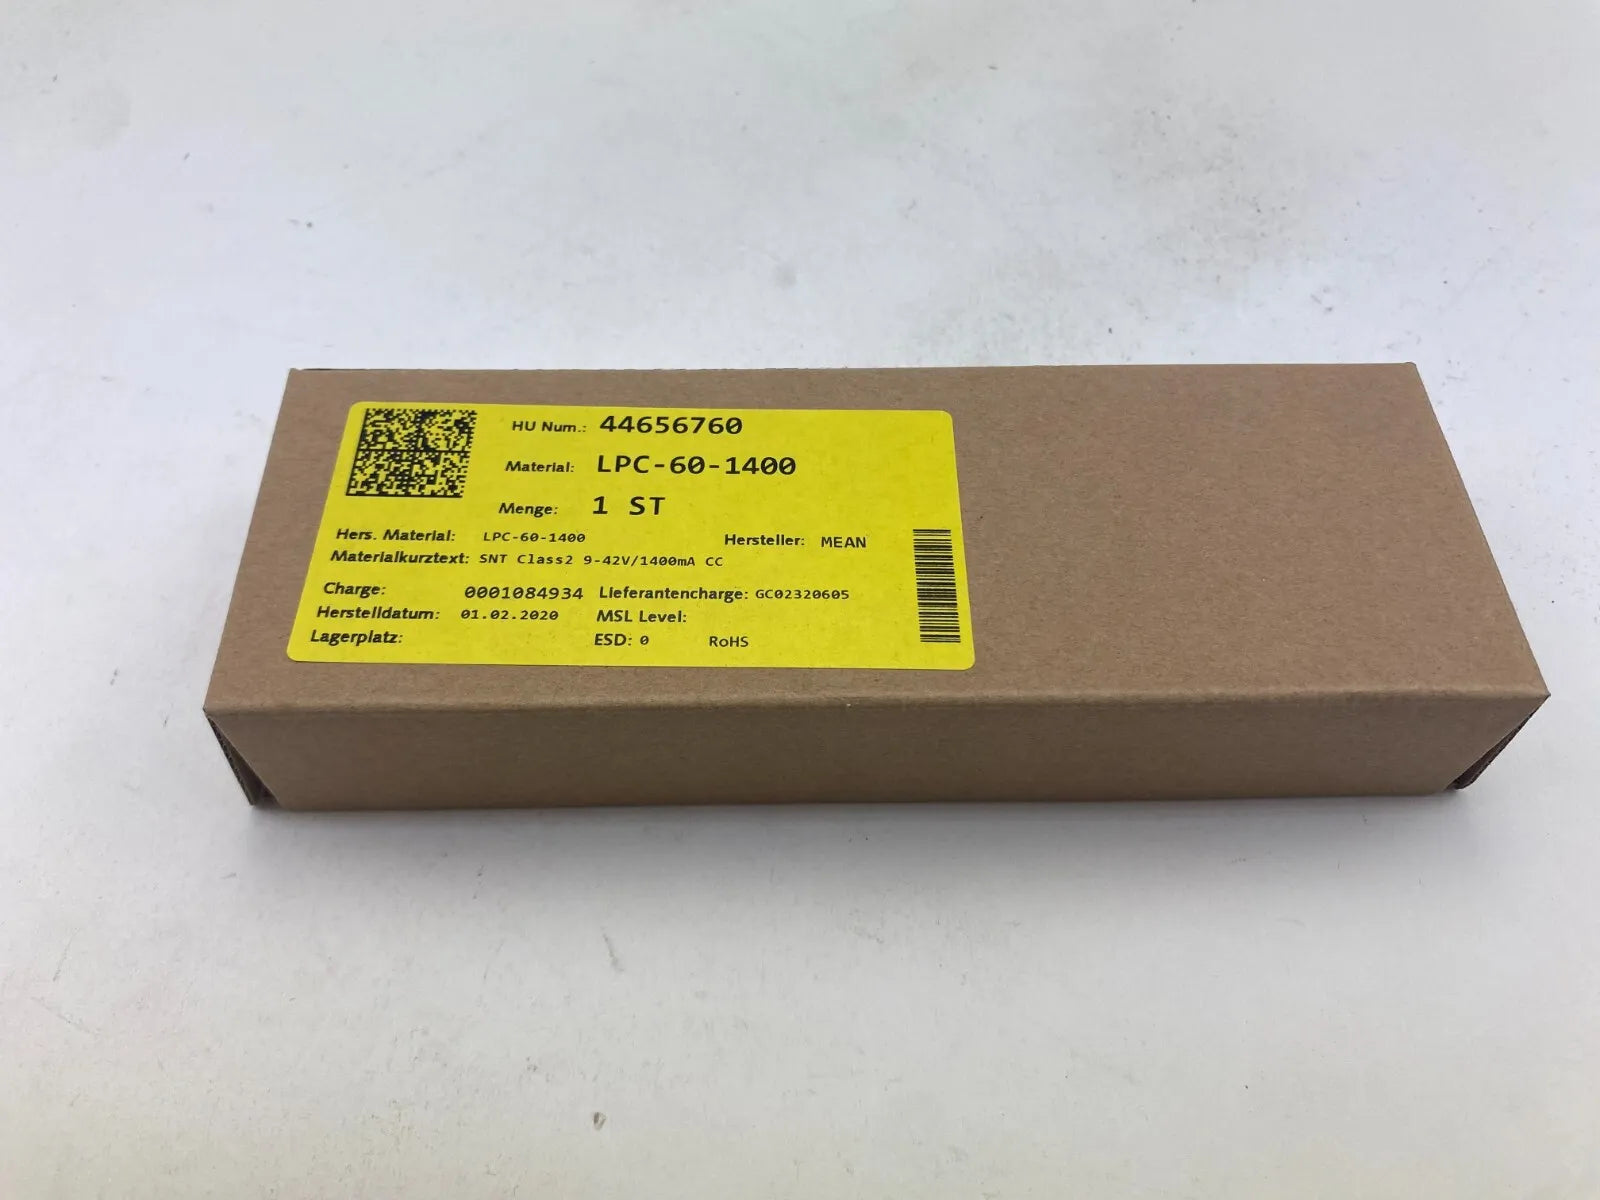 HU Num.: 44656760
Material: LPC-60-1400
Menge: 1 ST
Hers. Material: LPC-60-1400 Hersteller: MEAN
Materialkurztext: SNT Class2 9-42V/1400mA CC
Charge: 0001084934 Lieferantencharge: GC02320605
Herstelldatum: 01.02.2020 MSL Level:
Lagerplatz: ESD: 0 RoHS